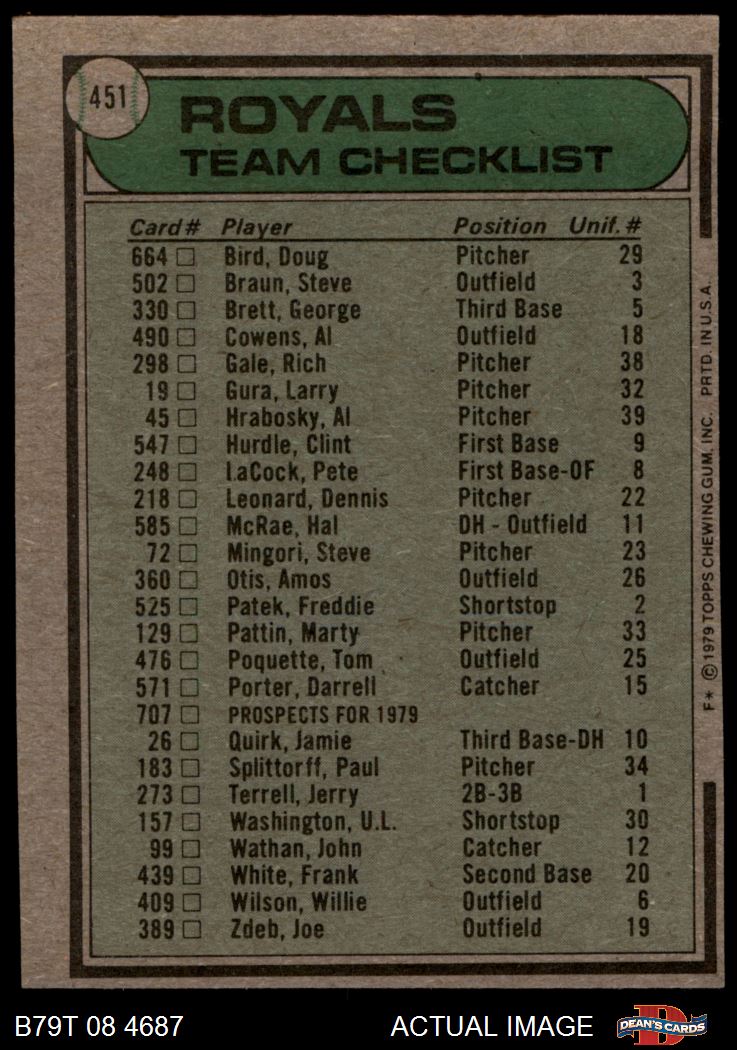 451
ROYALS
TEAM CHECKLIST
Card # Player Position Unif. #
664 Bird, Doug Pitcher 29
502 Braun, Steve Outfield 3
330 Brett, George Third Base 5
490 Cowens, Al Outfield 18
298 Gale, Rich Pitcher 38
19 Gura, Larry Pitcher 32
45 Hrabosky, Al Pitcher 39
547 Hurdle, Clint First Base 9
248 LaCock, Pete First Base-OF 8
218 Leonard, Dennis Pitcher 22
585 McRae, Hal DH - Outfield 11
72 Mingori, Steve Pitcher 23
360 Otis, Amos Outfield 26
525 Patek, Freddie Shortstop 2
129 Pattin, Marty Pitcher 33
476 Poquette, Tom Outfield 25
571 Porter, Darrell Catcher 15
707 PROSPECTS FOR 1979
26 Quirk, Jamie Third Base-DH 10
183 Splittorff, Paul Pitcher 34
273 Terrell, Jerry 2B-3B 1
157 Washington, U.L. Shortstop 30
99 Wathan, John Catcher 12
439 White, Frank Second Base 20
409 Wilson, Willie Outfield 6
389 Zdeb, Joe Outfield 19
F* © 1979 TOPPS CHEWING GUM, INC. PRTD. IN U.S.A.
B79T 08 4687 ACTUAL IMAGE
D
DEAN'S CARDS